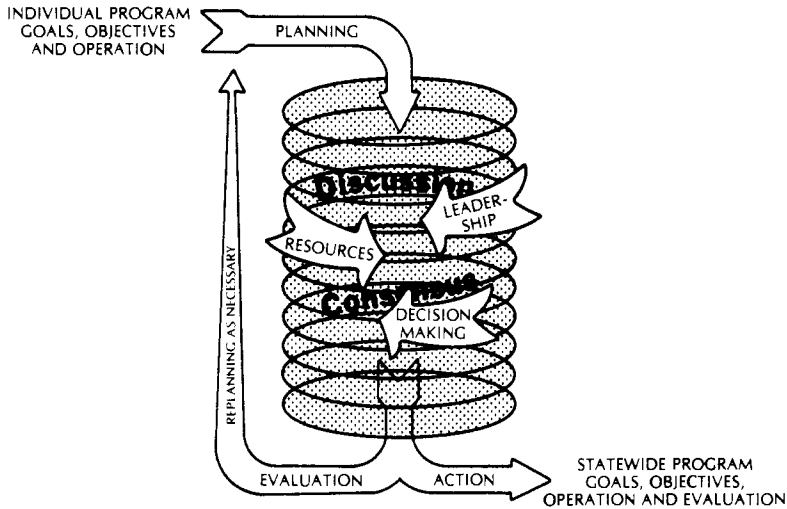 INDIVIDUAL PROGRAM
GOALS, OBJECTIVES
AND OPERATION
PLANNING
Discussion
LEADER-
SHIP
RESOURCES
Consensus
DECISION
MAKING
REPLANNING AS NECESSARY
EVALUATION
ACTION
STATEWIDE PROGRAM
GOALS, OBJECTIVES,
OPERATION AND EVALUATION